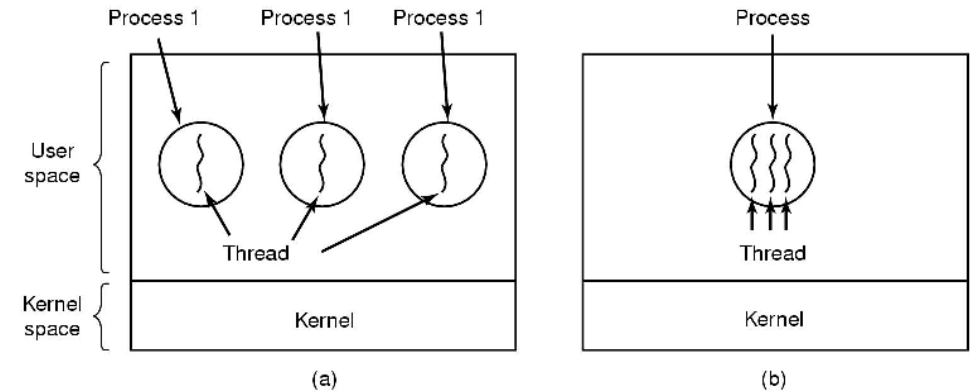 Process 1
Process 1
Process 1
Process
User
space
Thread
Thread
Kernel
space
Kernel
Kernel
(a)
(b)